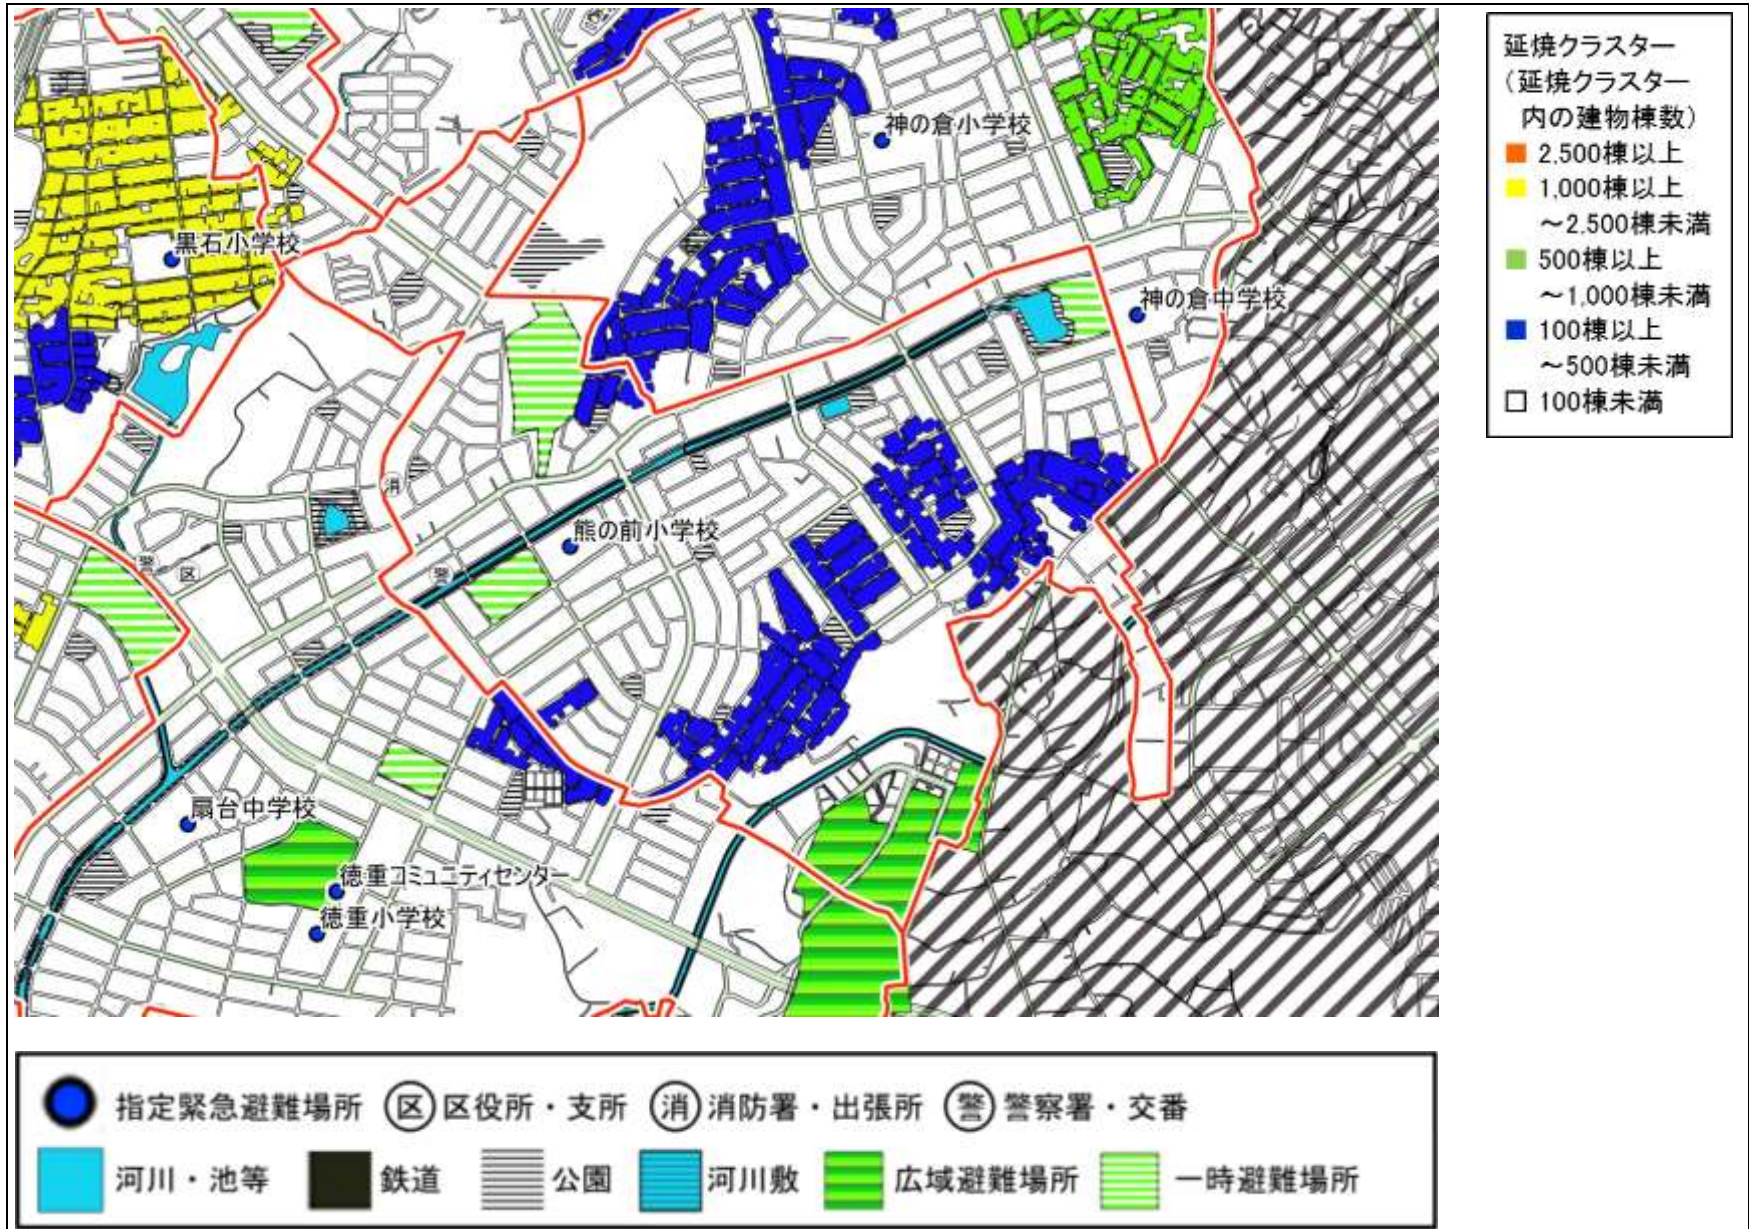 神の倉小学校
黒石小学校
神の倉中学校
消
熊の前小学校
警
区
警
扇台中学校
徳重コミュニティセンター
徳重小学校
延焼クラスター
（延焼クラスター
内の建物棟数）
2,500棟以上
1,000棟以上
～2,500棟未満
500棟以上
～1,000棟未満
100棟以上
～500棟未満
100棟未満
指定緊急避難場所 区 区役所・支所 消 消防署・出張所 警 警察署・交番
河川・池等 鉄道 公園 河川敷 広域避難場所 一時避難場所